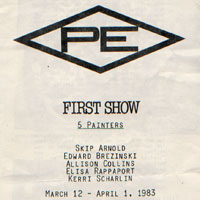 PE
FIRST SHOW
5 PAINTERS
SKIP ARNOLD
EDWARD BREZINSKI
ALLISON COLLINS
ELISA RAPPAPORT
KERRI SCHARLIN
MARCH 12 - APRIL 1, 1983